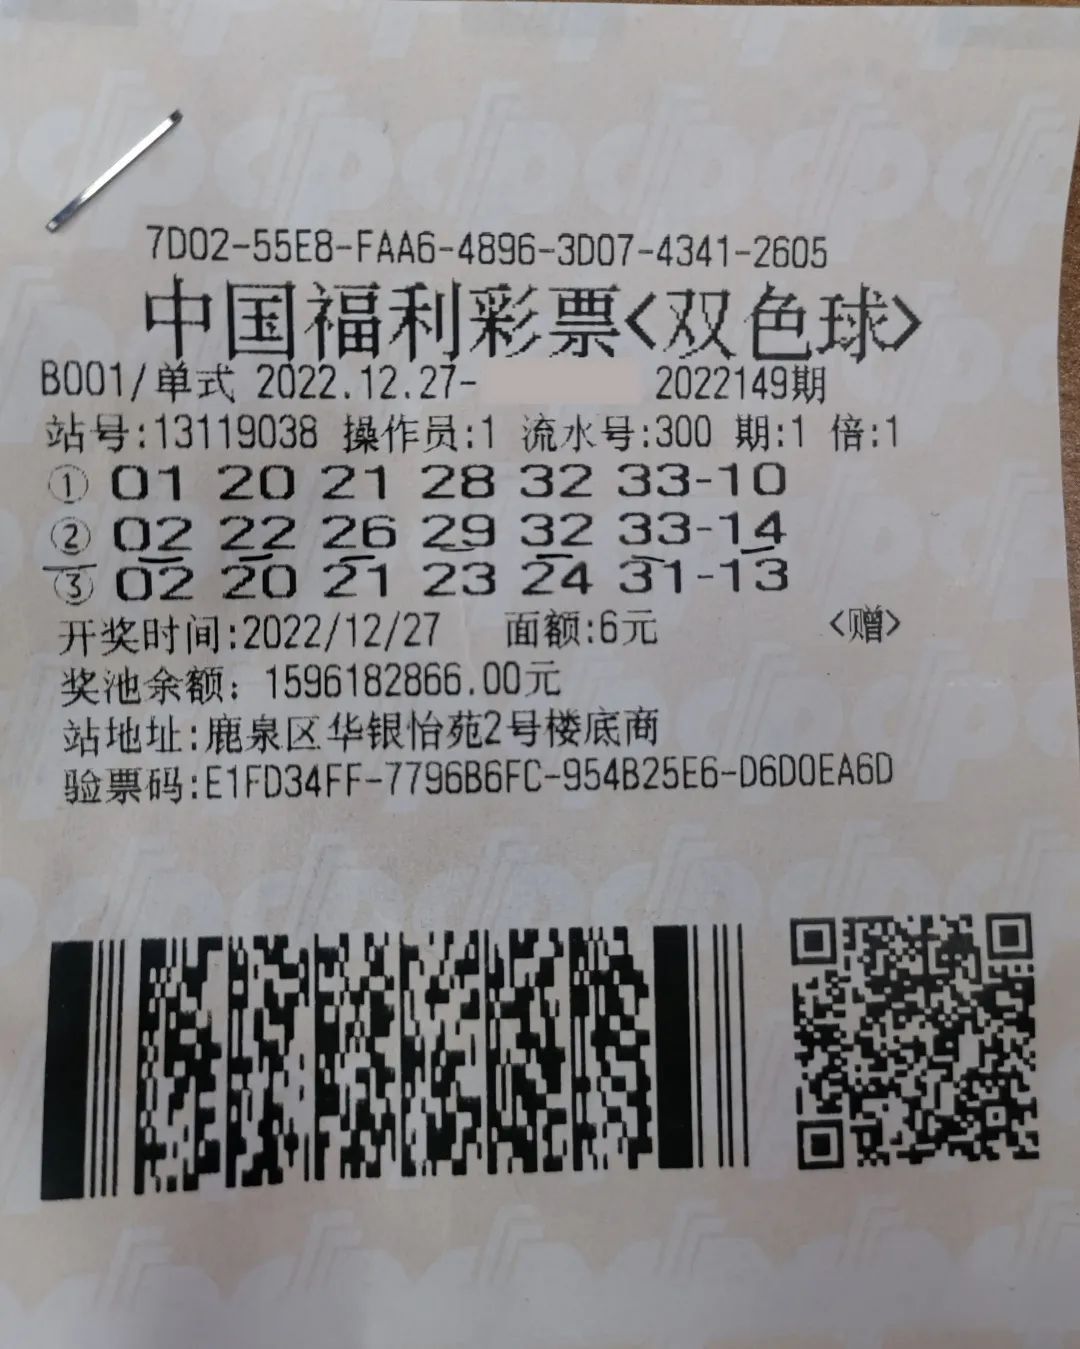 7D02-55E8-FAA6-4896-3D07-4341-2605
中国福利彩票<双色球>
B001/单式 2022.12.27- 2022149期
站号:13119038 操作员:1 流水号:300 期:1 倍:1
① 01 20 21 28 32 33-10
② 02 22 26 29 32 33-14
③ 02 20 21 23 24 31-13
开奖时间:2022/12/27 面额:6元 <赠>
奖池余额: 1596182866.00元
站地址:鹿泉区华银怡苑2号楼底商
验票码:E1FD34FF-7796B6FC-954B25E6-D6D0EA6D